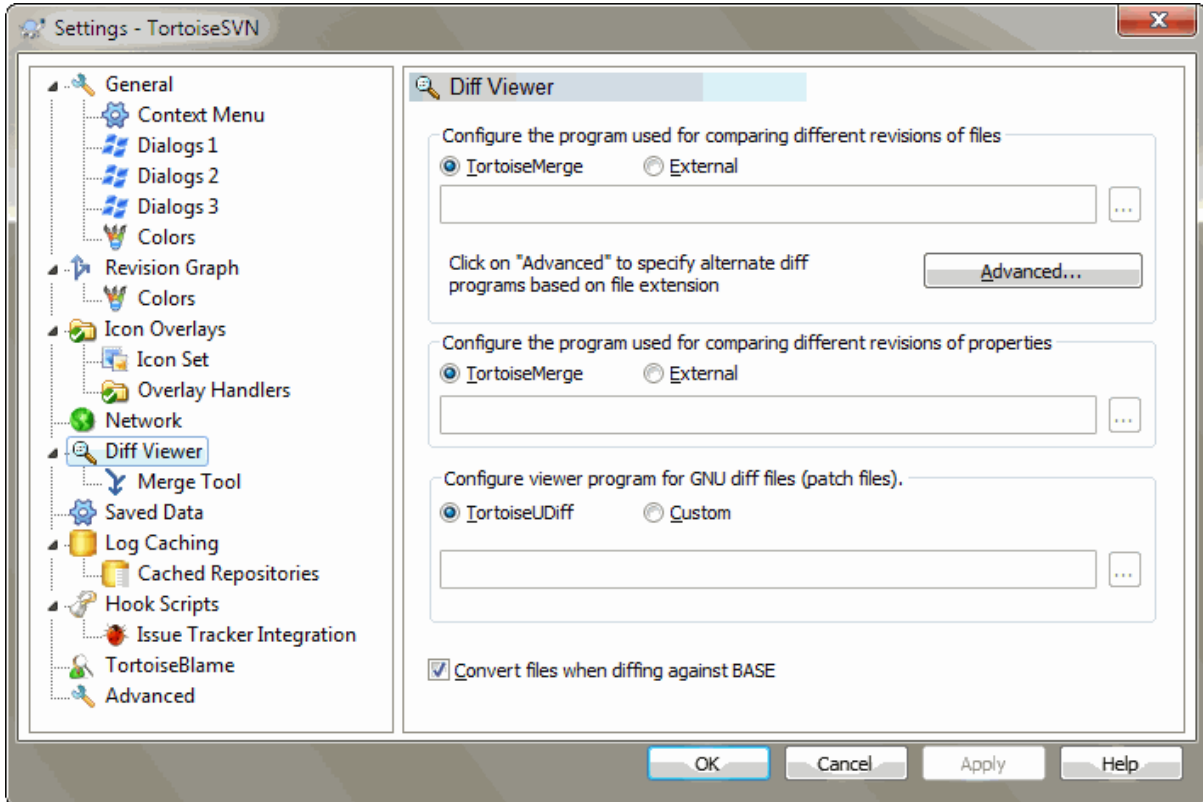 Settings - TortoiseSVN
General
Context Menu
Dialogs 1
Dialogs 2
Dialogs 3
Colors
Revision Graph
Colors
Icon Overlays
Icon Set
Overlay Handlers
Network
Diff Viewer
Merge Tool
Saved Data
Log Caching
Cached Repositories
Hook Scripts
Issue Tracker Integration
TortoiseBlame
Advanced
Diff Viewer
Configure the program used for comparing different revisions of files
TortoiseMerge External
...
Click on "Advanced" to specify alternate diff
programs based on file extension
Advanced...
Configure the program used for comparing different revisions of properties
TortoiseMerge External
...
Configure viewer program for GNU diff files (patch files).
TortoiseUDiff Custom
...
Convert files when diffing against BASE
OK Cancel Apply Help